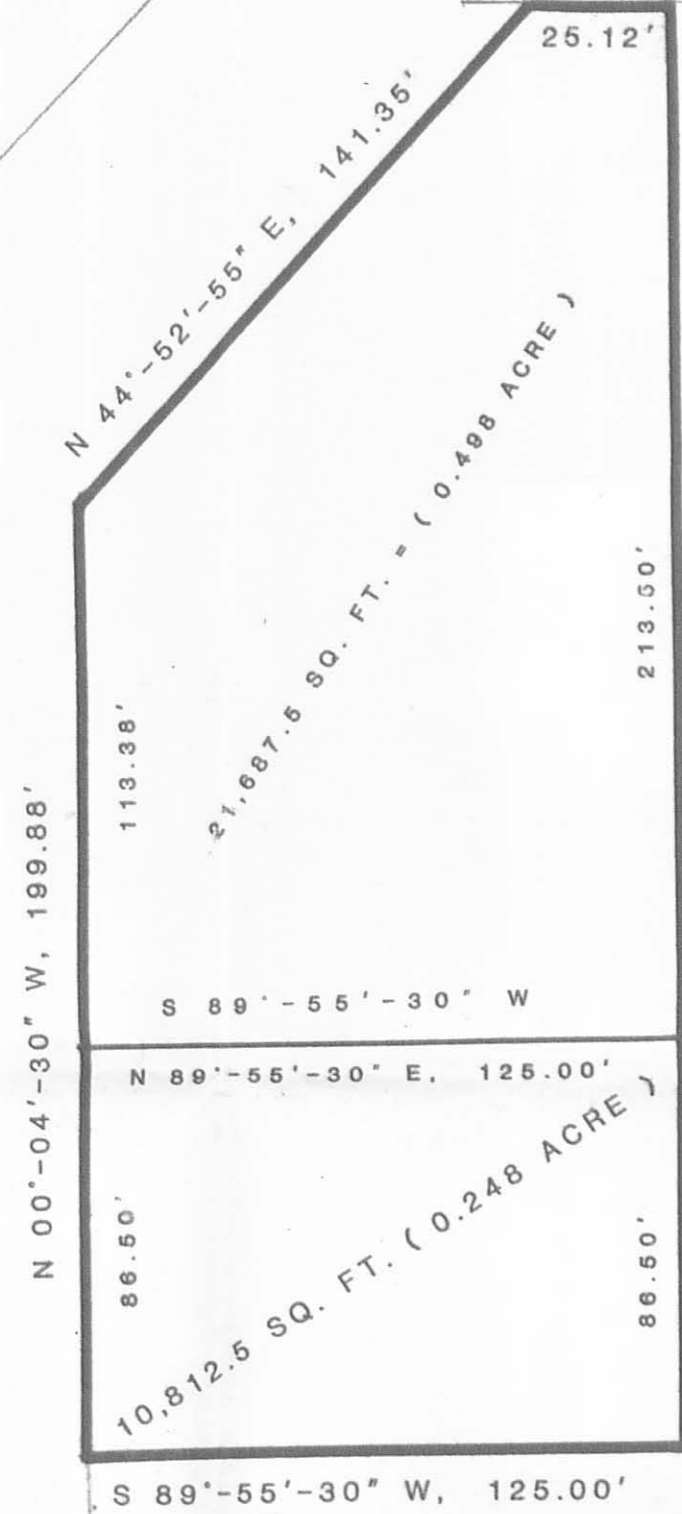 25.12'
N 44°-52'-55" E, 141.35'
21,687.5 SQ. FT. = ( 0.498 ACRE )
213.50'
113.38'
N 00°-04'-30" W, 199.88'
S 89°-55'-30" W
N 89°-55'-30" E, 125.00'
86.50'
10,812.5 SQ. FT. ( 0.248 ACRE )
86.50'
S 89°-55'-30" W, 125.00'